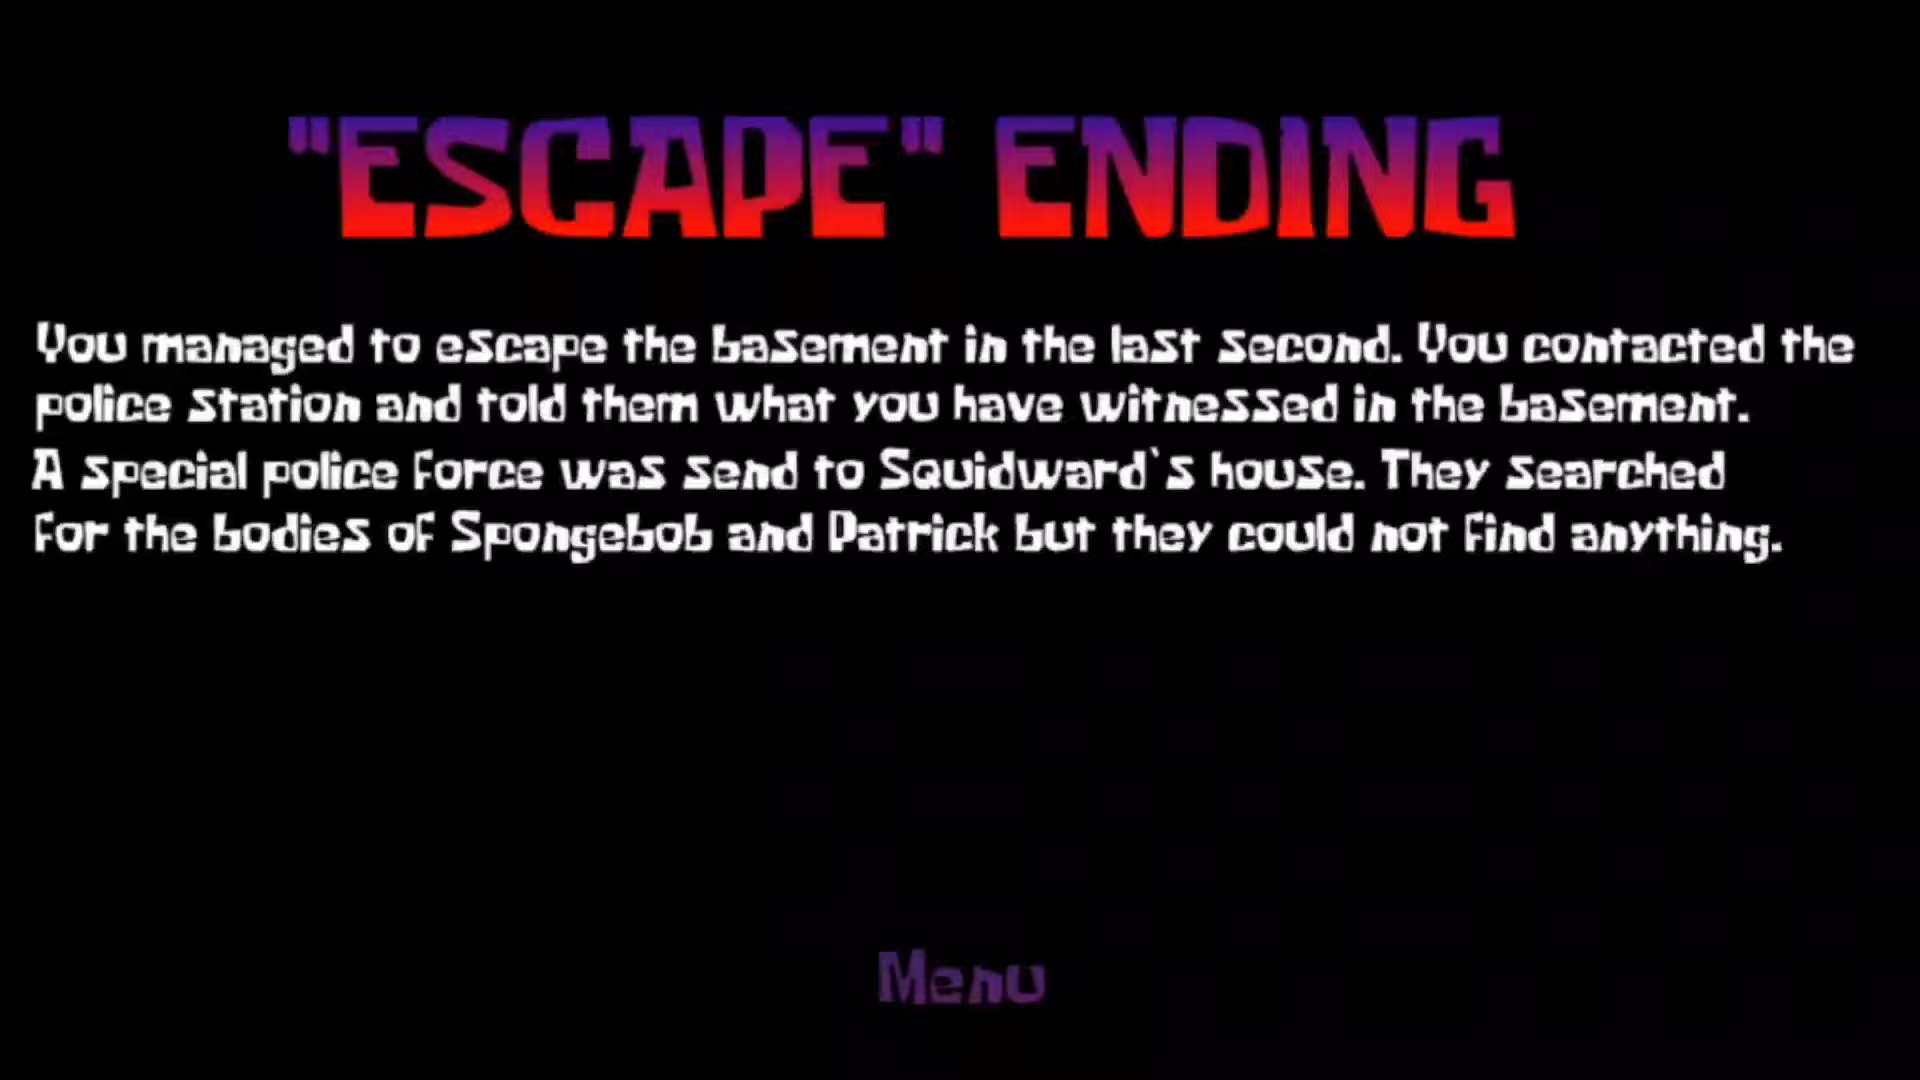 "ESCAPE" ENDING
You managed to escape the basement in the last second. You contacted the
police station and told them what you have witnessed in the basement.
A special police force was send to Squidward`s house. They searched
for the bodies of Spongebob and Patrick but they could not find anything.
Menu